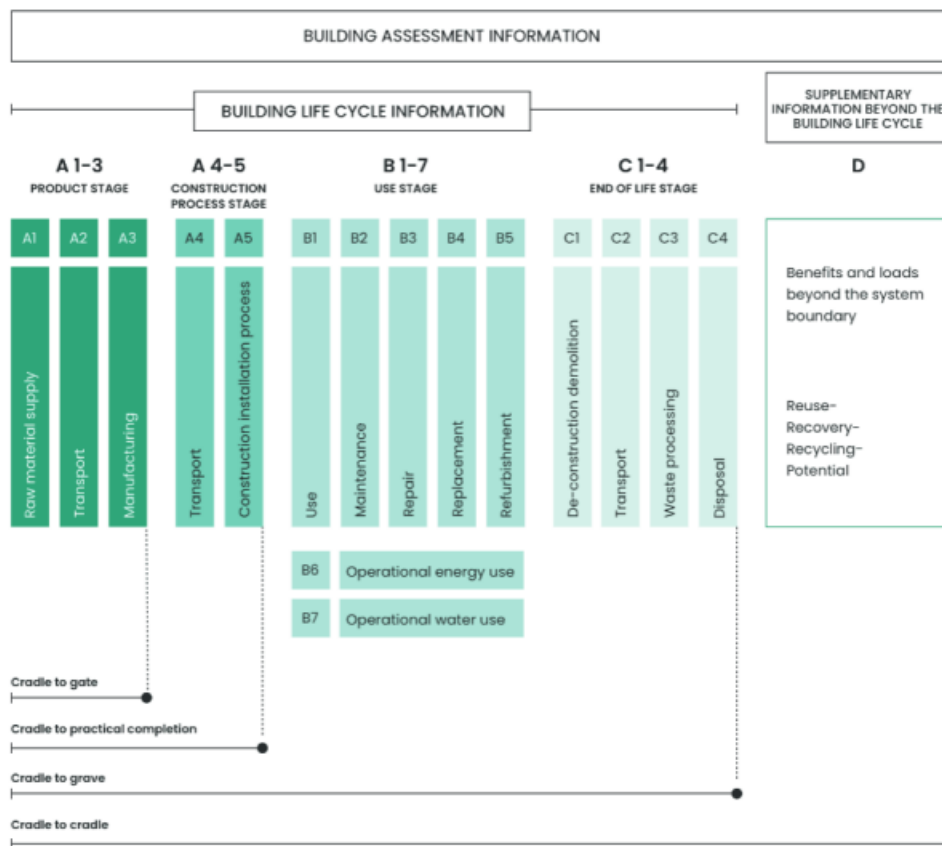 BUILDING ASSESSMENT INFORMATION
BUILDING LIFE CYCLE INFORMATION
SUPPLEMENTARY
INFORMATION BEYOND THE
BUILDING LIFE CYCLE
A 1-3
PRODUCT STAGE
A 4-5
CONSTRUCTION
PROCESS STAGE
B 1-7
USE STAGE
C 1-4
END OF LIFE STAGE
D
A1
A2
A3
A4
A5
B1
B2
B3
B4
B5
C1
C2
C3
C4
Raw material supply
Transport
Manufacturing
Transport
Construction installation process
Use
Maintenance
Repair
Replacement
Refurbishment
De-construction demolition
Transport
Waste processing
Disposal
Benefits and loads
beyond the system
boundary
Reuse-
Recovery-
Recycling-
Potential
B6
Operational energy use
B7
Operational water use
Cradle to gate
Cradle to practical completion
Cradle to grave
Cradle to cradle